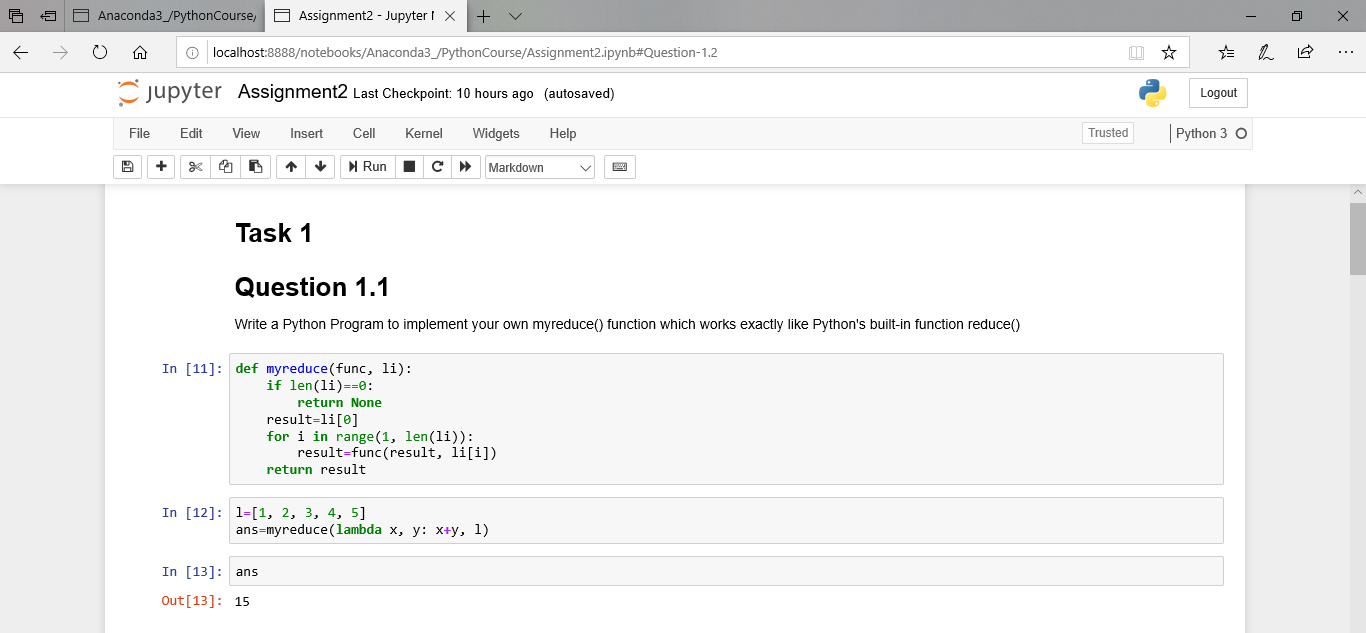 Anaconda3_/PythonCourse/
Assignment2 - Jupyter
localhost:8888/notebooks/Anaconda3_/PythonCourse/Assignment2.ipynb#Question-1.2
jupyter Assignment2 Last Checkpoint: 10 hours ago (autosaved)
Logout
File Edit View Insert Cell Kernel Widgets Help
Trusted
Python 3
Run
Markdown
Task 1
Question 1.1
Write a Python Program to implement your own myreduce() function which works exactly like Python's built-in function reduce()
In [11]: def myreduce(func, li):
    if len(li)==0:
        return None
    result=li[0]
    for i in range(1, len(li)):
        result=func(result, li[i])
    return result
In [12]: l=[1, 2, 3, 4, 5]
ans=myreduce(lambda x, y: x+y, l)
In [13]: ans
Out[13]: 15